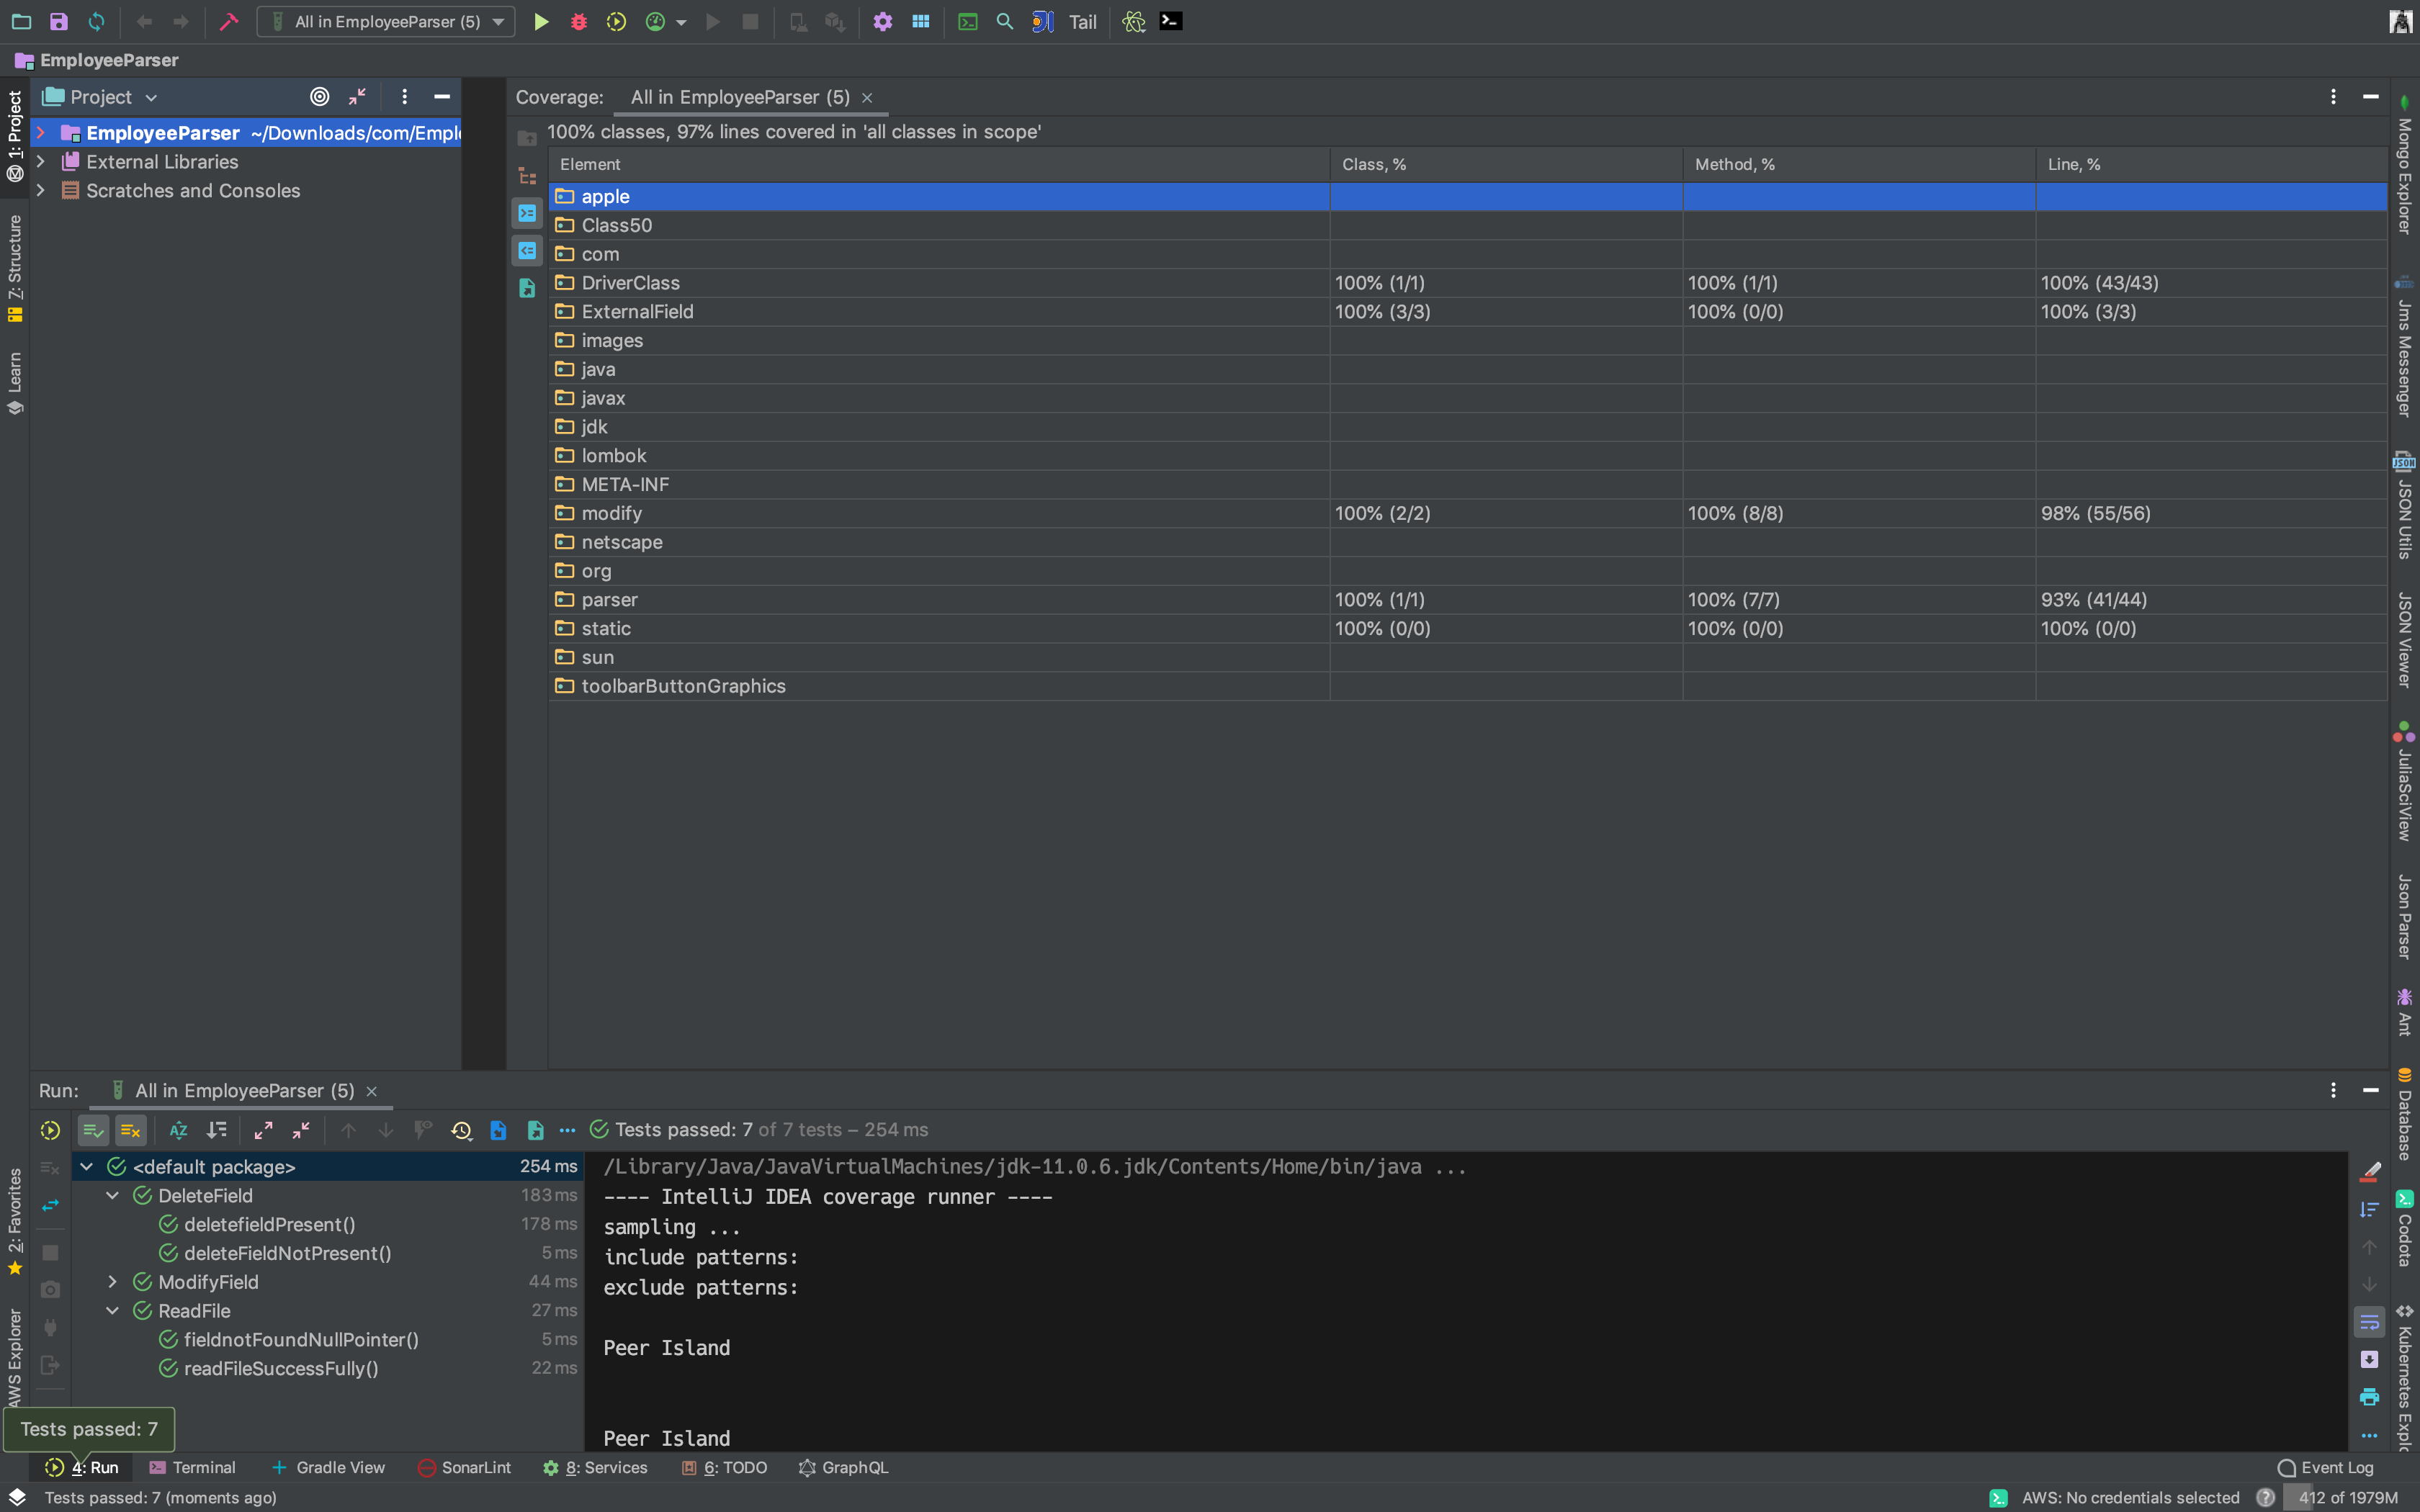 All in EmployeeParser (5)
Tail
EmployeeParser
1: Project
Z: Structure
Learn
2: Favorites
AWS Explorer
Project
EmployeeParser ~/Downloads/com/Empl
External Libraries
Scratches and Consoles
Coverage: All in EmployeeParser (5)
100% classes, 97% lines covered in 'all classes in scope'
Element Class, % Method, % Line, %
apple
Class50
com
DriverClass 100% (1/1) 100% (1/1) 100% (43/43)
ExternalField 100% (3/3) 100% (0/0) 100% (3/3)
images
java
javax
jdk
lombok
META-INF
modify 100% (2/2) 100% (8/8) 98% (55/56)
netscape
org
parser 100% (1/1) 100% (7/7) 93% (41/44)
static 100% (0/0) 100% (0/0) 100% (0/0)
sun
toolbarButtonGraphics
Mongo Explorer
Jms Messenger
JSON
JSON Utils
JSON Viewer
JuliaSciView
Json Parser
Ant
Database
Codota
Kubernetes Explo
Run: All in EmployeeParser (5)
Tests passed: 7 of 7 tests – 254 ms
<default package> 254 ms
DeleteField 183 ms
deletefieldPresent() 178 ms
deleteFieldNotPresent() 5 ms
ModifyField 44 ms
ReadFile 27 ms
fieldnotFoundNullPointer() 5 ms
readFileSuccessFully() 22 ms
/Library/Java/JavaVirtualMachines/jdk-11.0.6.jdk/Contents/Home/bin/java ...
---- IntelliJ IDEA coverage runner ----
sampling ...
include patterns:
exclude patterns:
Peer Island
Peer Island
Tests passed: 7
4: Run Terminal Gradle View SonarLint 8: Services 6: TODO GraphQL Event Log
Tests passed: 7 (moments ago) AWS: No credentials selected 412 of 1979M